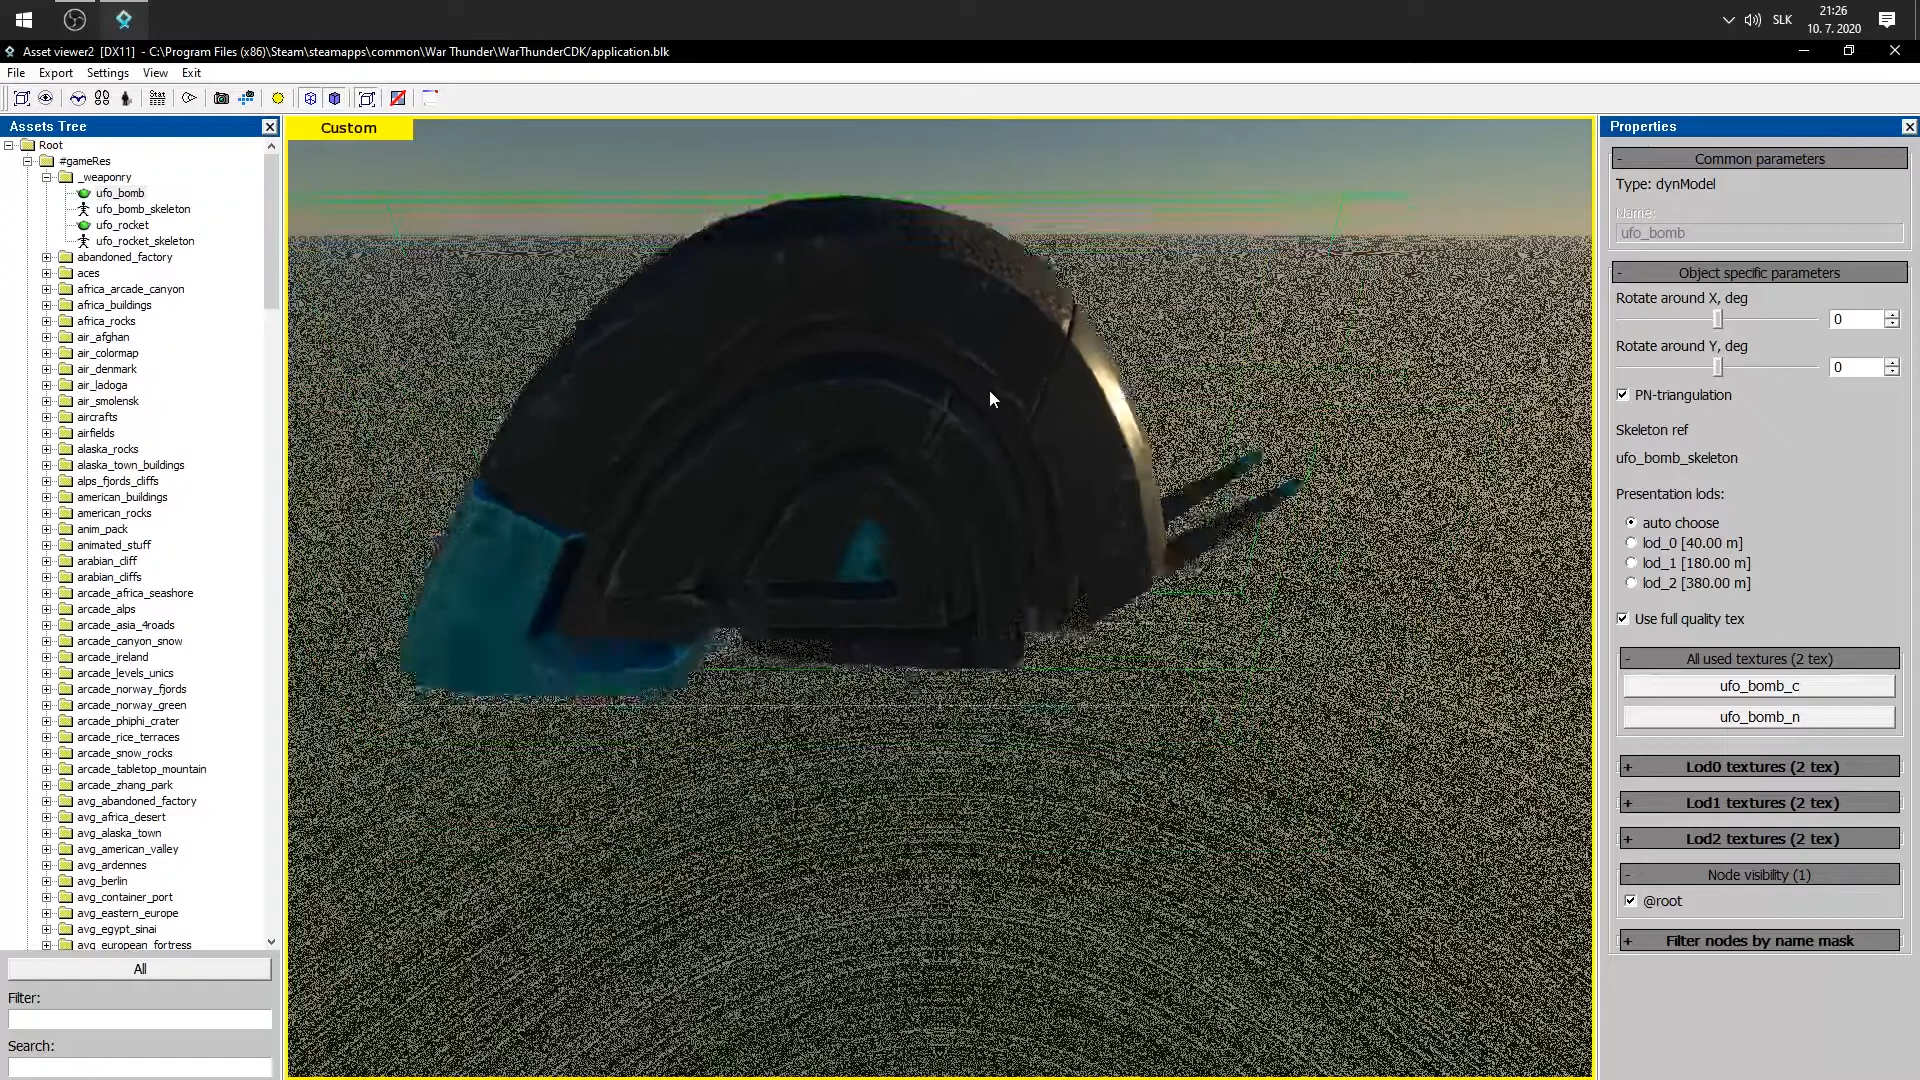 SLK
21:26
10. 7. 2020
Asset viewer2 [DX11] - C:\Program Files (x86)\Steam\steamapps\common\War Thunder\WarThunderCDK/application.blk
File Export Settings View Exit
Stat
Assets Tree
Root
#gameRes
_weaponry
ufo_bomb
ufo_bomb_skeleton
ufo_rocket
ufo_rocket_skeleton
abandoned_factory
aces
africa_arcade_canyon
africa_buildings
africa_rocks
air_afghan
air_colormap
air_denmark
air_ladoga
air_smolensk
aircrafts
airfields
alaska_rocks
alaska_town_buildings
alps_fjords_cliffs
american_buildings
american_rocks
anim_pack
animated_stuff
arabian_cliff
arabian_cliffs
arcade_africa_seashore
arcade_alps
arcade_asia_4roads
arcade_canyon_snow
arcade_ireland
arcade_levels_unics
arcade_norway_fjords
arcade_norway_green
arcade_phiphi_crater
arcade_rice_terraces
arcade_snow_rocks
arcade_tabletop_mountain
arcade_zhang_park
avg_abandoned_factory
avg_africa_desert
avg_alaska_town
avg_american_valley
avg_ardennes
avg_berlin
avg_container_port
avg_eastern_europe
avg_egypt_sinai
avg_european_fortress
All
Filter:
Search:
Custom
Properties
Common parameters
Type: dynModel
Name:
ufo_bomb
Object specific parameters
Rotate around X, deg
0
Rotate around Y, deg
0
PN-triangulation
Skeleton ref
ufo_bomb_skeleton
Presentation lods:
auto choose
lod_0 [40.00 m]
lod_1 [180.00 m]
lod_2 [380.00 m]
Use full quality tex
All used textures (2 tex)
ufo_bomb_c
ufo_bomb_n
Lod0 textures (2 tex)
Lod1 textures (2 tex)
Lod2 textures (2 tex)
Node visibility (1)
@root
Filter nodes by name mask